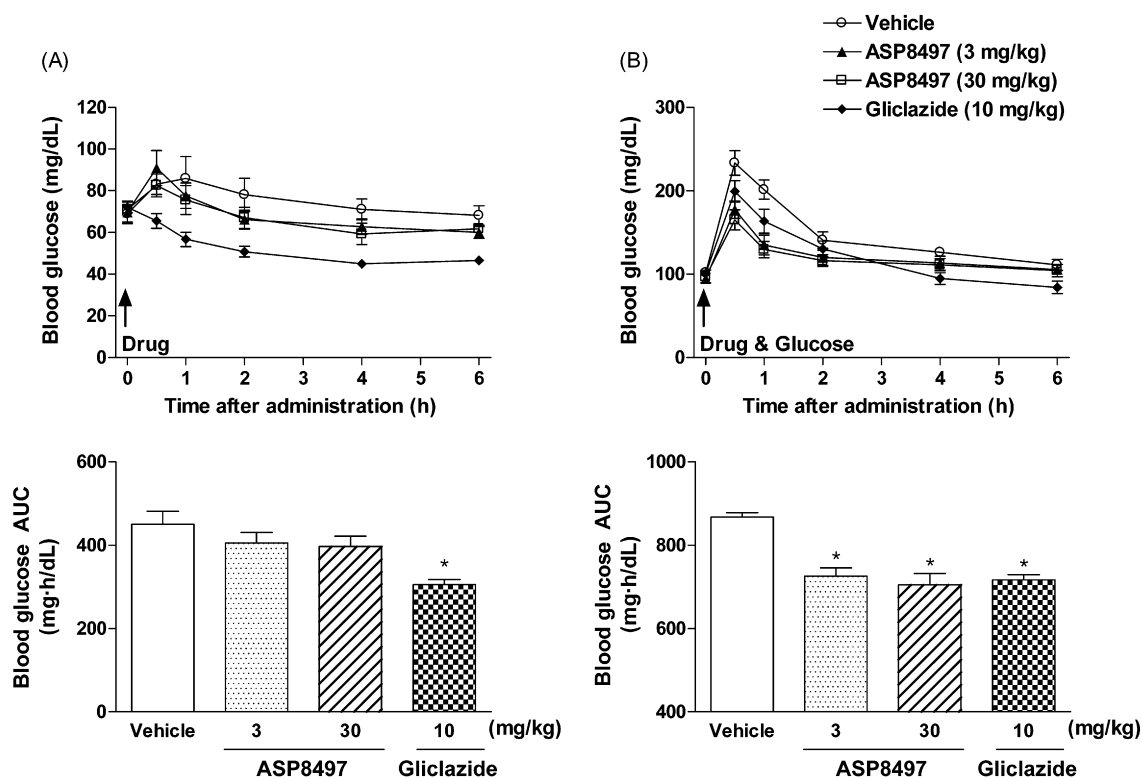 Vehicle
ASP8497 (3 mg/kg)
ASP8497 (30 mg/kg)
Gliclazide (10 mg/kg)
(A)
120
100
80
60
40
20
0
Blood glucose (mg/dL)
Drug
0 1 2 3 4 5 6
Time after administration (h)
(B)
300
200
100
0
Blood glucose (mg/dL)
Drug & Glucose
0 1 2 3 4 5 6
Time after administration (h)
600
400
200
0
Blood glucose AUC
(mg·h/dL)
*
Vehicle 3 30 10 (mg/kg)
ASP8497 Gliclazide
1000
800
600
400
Blood glucose AUC
(mg·h/dL)
* * *
Vehicle 3 30 10 (mg/kg)
ASP8497 Gliclazide